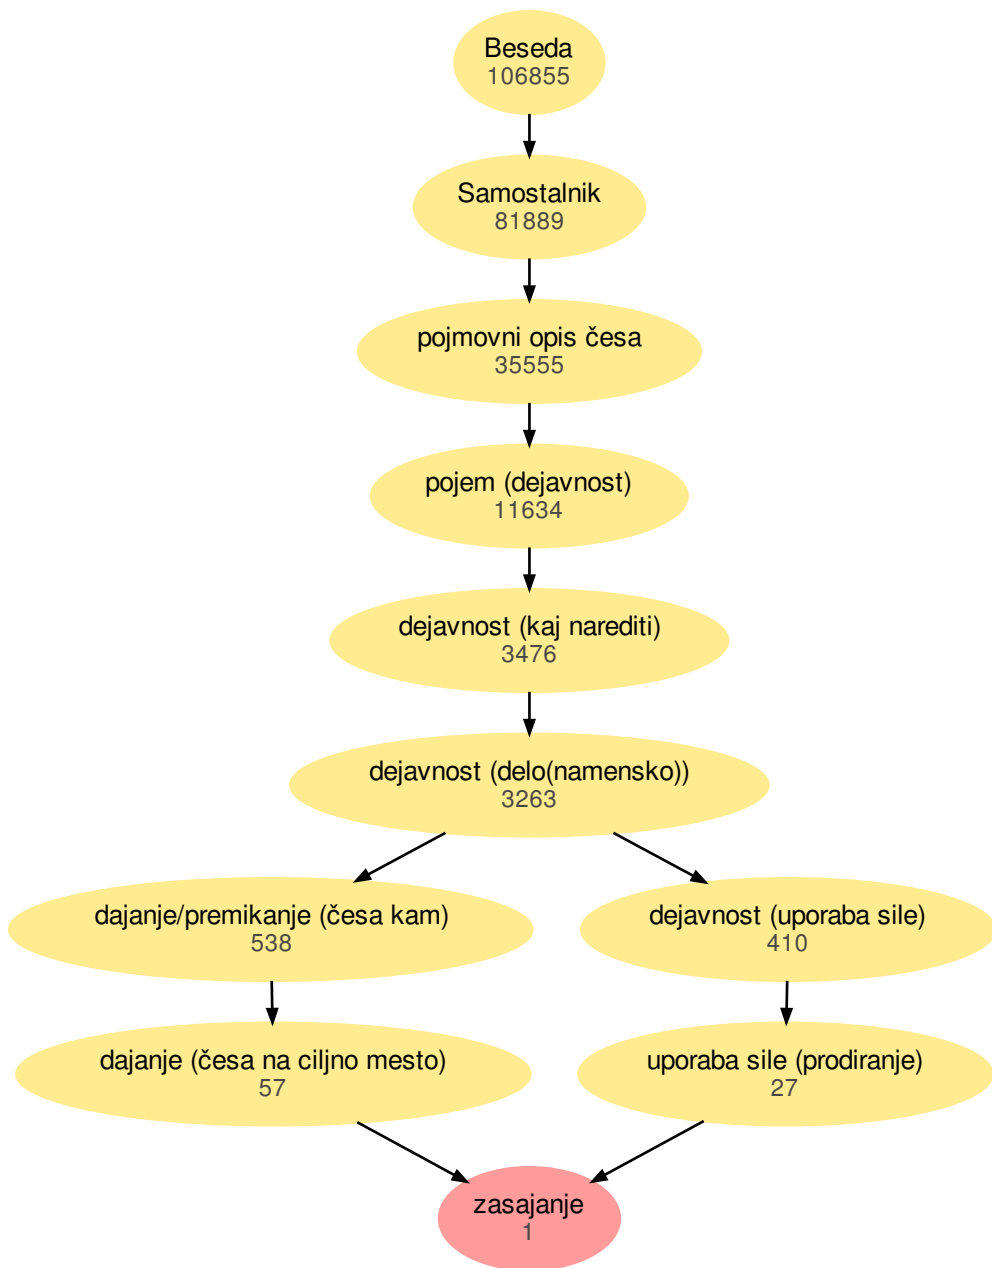 Beseda
106855
Samostalnik
81889
pojmovni opis česa
35555
pojem (dejavnost)
11634
dejavnost (kaj narediti)
3476
dejavnost (delo(namensko))
3263
dajanje/premikanje (česa kam)
538
dejavnost (uporaba sile)
410
dajanje (česa na ciljno mesto)
57
uporaba sile (prodiranje)
27
zasajanje
1